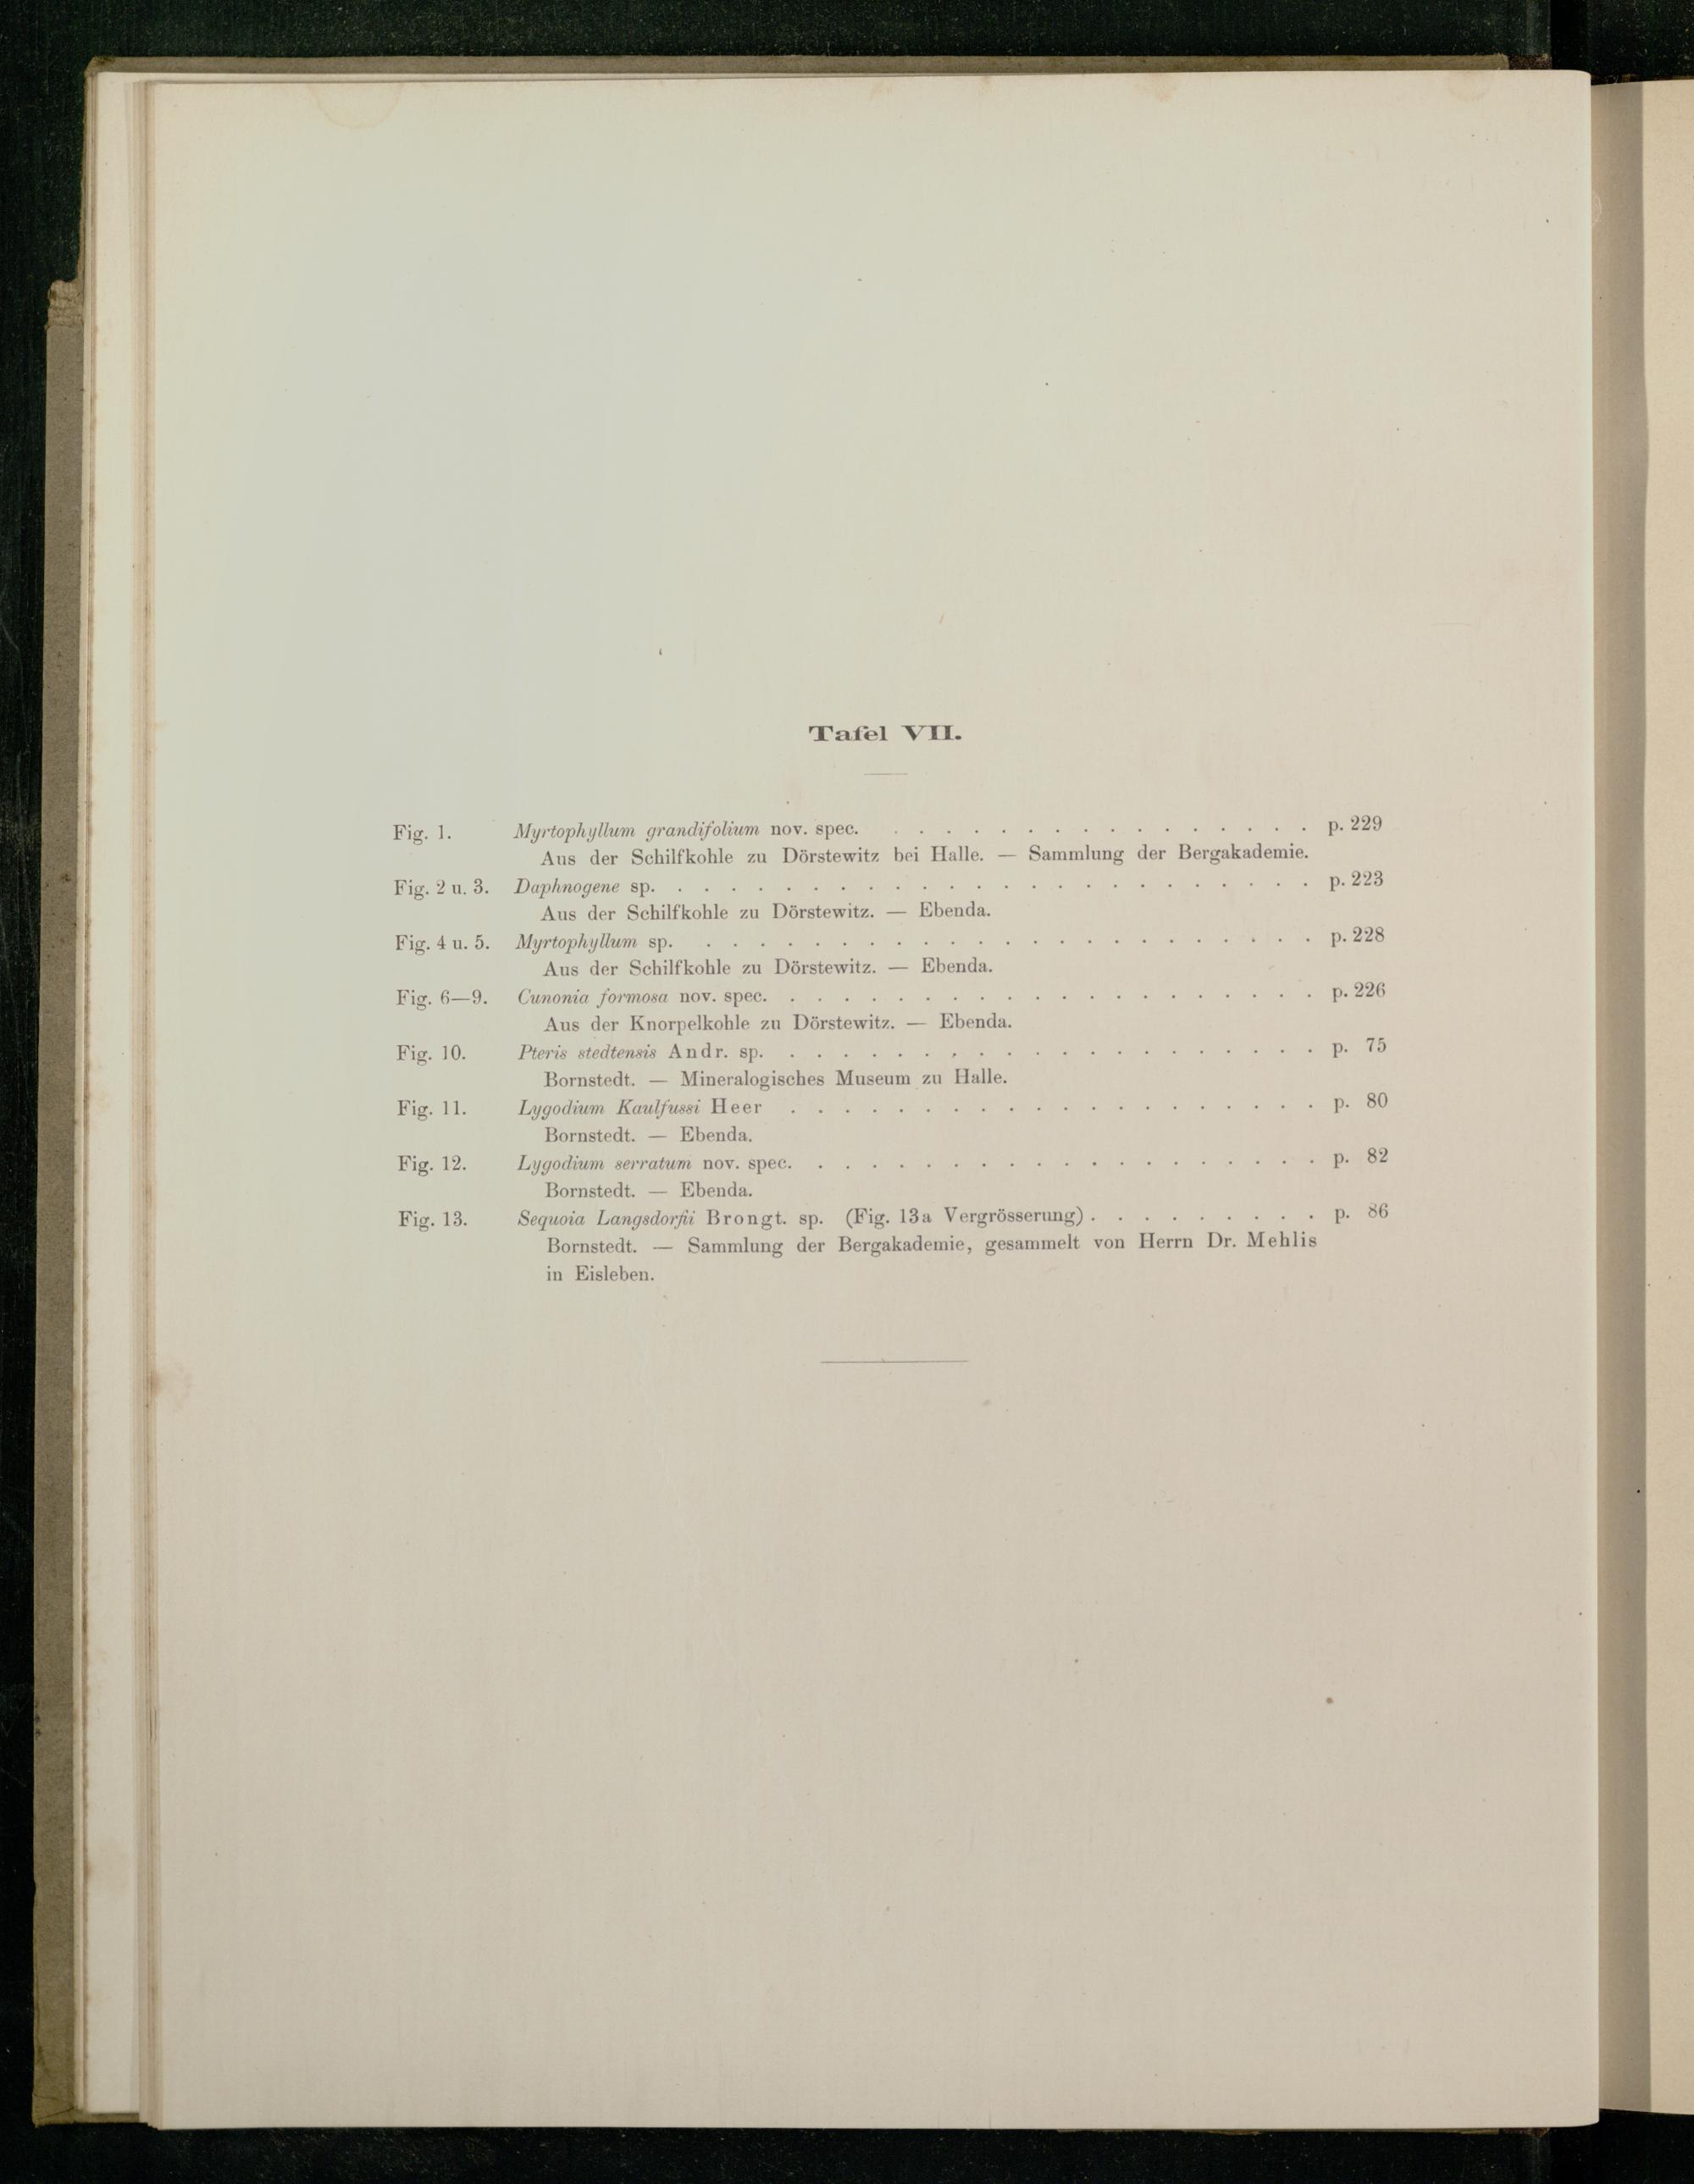 Tafel VII.
Fig. 1. Myrtophyllum grandifolium nov. spec. . . . . . . . . . . . . . . . . p. 229
Aus der Schilfkohle zu Dörstewitz bei Halle. — Sammlung der Bergakademie.
Fig. 2 u. 3. Daphnogene sp. . . . . . . . . . . . . . . . . . . . . . . . . p. 223
Aus der Schilfkohle zu Dörstewitz. — Ebenda.
Fig. 4 u. 5. Myrtophyllum sp. . . . . . . . . . . . . . . . . . . . . . . . p. 228
Aus der Schilfkohle zu Dörstewitz. — Ebenda.
Fig. 6—9. Cunonia formosa nov. spec. . . . . . . . . . . . . . . . . . . . . p. 226
Aus der Knorpelkohle zu Dörstewitz. — Ebenda.
Fig. 10. Pteris stedtensis Andr. sp. . . . . . . . . . . . . . . . . . . . . p. 75
Bornstedt. — Mineralogisches Museum zu Halle.
Fig. 11. Lygodium Kaulfussi Heer . . . . . . . . . . . . . . . . . . . . p. 80
Bornstedt. — Ebenda.
Fig. 12. Lygodium serratum nov. spec. . . . . . . . . . . . . . . . . . . . p. 82
Bornstedt. — Ebenda.
Fig. 13. Sequoia Langsdorfii Brongt. sp. (Fig. 13a Vergrösserung) . . . . . . . . . p. 86
Bornstedt. — Sammlung der Bergakademie, gesammelt von Herrn Dr. Mehlis
in Eisleben.